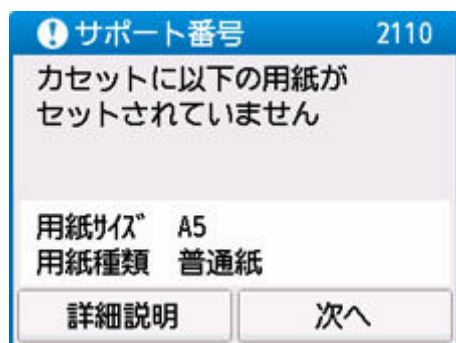 サポート番号 2110
カセットに以下の用紙が
セットされていません
用紙ｻｲｽﾞ A5
用紙種類 普通紙
詳細説明 次へ